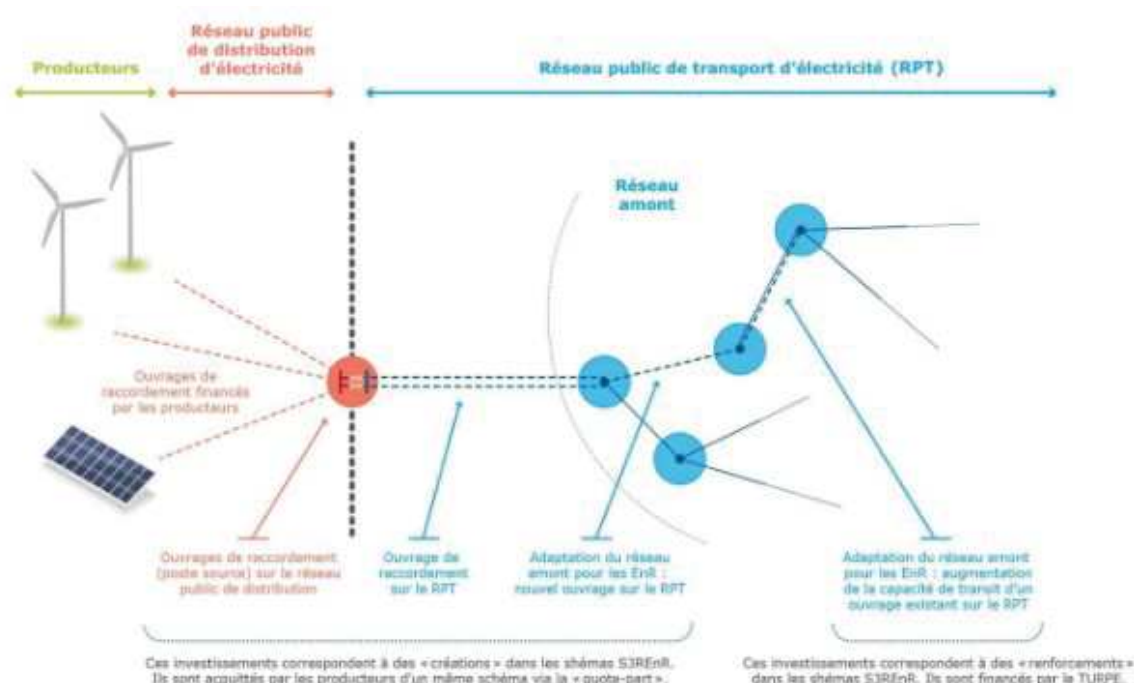 Producteurs
Réseau public
de distribution
d'électricité
Réseau public de transport d'électricité (RPT)
Réseau
amont
Ouvrages de
raccordement financés
par les producteurs
Ouvrages de raccordement
(poste source) sur le réseau
public de distribution
Ouvrage de
raccordement
sur le RPT
Adaptation du réseau
amont pour les EnR :
nouvel ouvrage sur le RPT
Adaptation du réseau amont
pour les EnR : augmentation
de la capacité de transit d'un
ouvrage existant sur le RPT
Ces investissements correspondent à des «créations» dans les shémas S3REnR.
Ils sont acquittés par les producteurs d'un même schéma via la «quote-part».
Ces investissements correspondent à des «renforcements»
dans les shémas S3REnR. Ils sont financés par le TURPE.